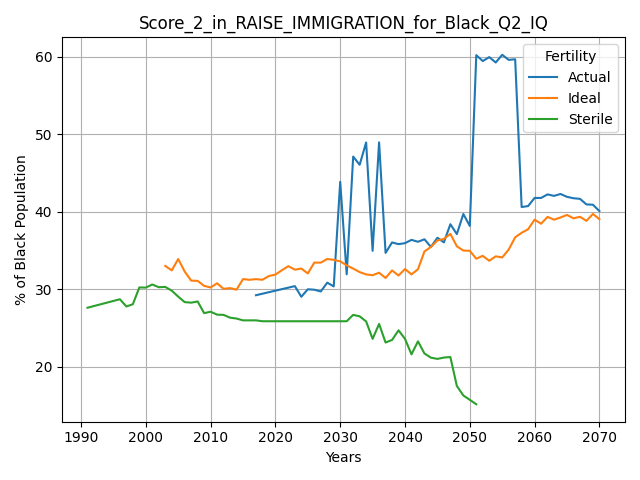 Score_2_in_RAISE_IMMIGRATION_for_Black_Q2_IQ
% of Black Population
60
50
40
30
20
Fertility
Actual
Ideal
Sterile
1990 2000 2010 2020 2030 2040 2050 2060 2070
Years